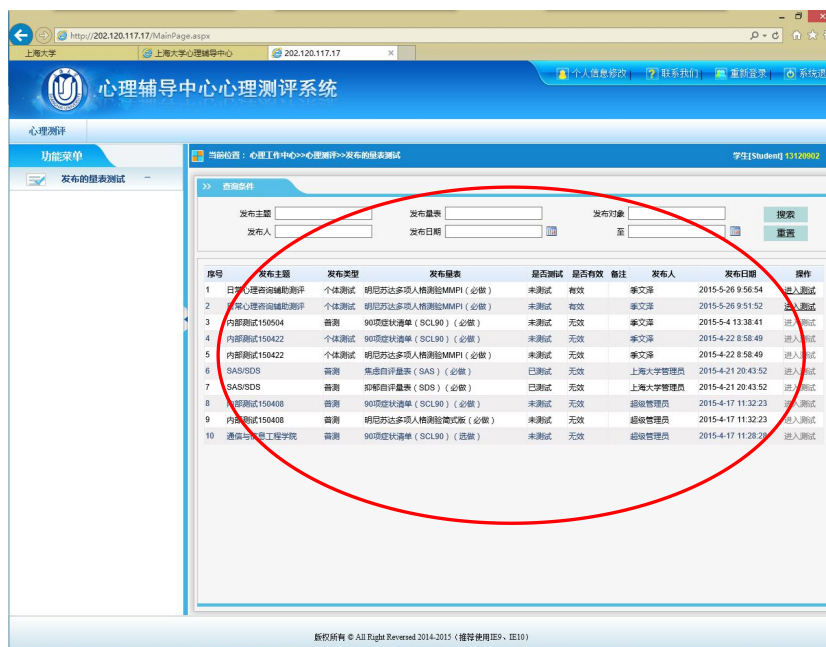 http://202.120.117.17/MainPage.aspx
上海大学 上海大学心理辅导中心 202.120.117.17
心理辅导中心心理测评系统
个人信息修改 | 联系我们 | 重新登录 | 系统退
心理测评
功能菜单
发布的量表测试
当前位置：心理工作中心>>心理测评>>发布的量表测试 学生[Student] 13120902
>> 查询条件
发布主题 发布量表 发布对象 搜索
发布人 发布日期 至 重置
序号 发布主题 发布类型 发布量表 是否测试 是否有效 备注 发布人 发布日期 操作
1 日常心理咨询辅助测评 个体测试 明尼苏达多项人格测验MMPI（必做） 未测试 有效 季文泽 2015-5-26 9:56:54 进入测试
2 日常心理咨询辅助测评 个体测试 明尼苏达多项人格测验MMPI（必做） 未测试 有效 季文泽 2015-5-26 9:51:52 进入测试
3 内部测试150504 普测 90项症状清单（SCL90）（必做） 未测试 无效 季文泽 2015-5-4 13:38:41 进入测试
4 内部测试150422 个体测试 90项症状清单（SCL90）（必做） 未测试 无效 季文泽 2015-4-22 8:58:49 进入测试
5 内部测试150422 个体测试 明尼苏达多项人格测验MMPI（必做） 未测试 无效 季文泽 2015-4-22 8:58:49 进入测试
6 SAS/SDS 普测 焦虑自评量表（SAS）（必做） 已测试 无效 上海大学管理员 2015-4-21 20:43:52 进入测试
7 SAS/SDS 普测 抑郁自评量表（SDS）（必做） 已测试 无效 上海大学管理员 2015-4-21 20:43:52 进入测试
8 内部测试150408 普测 90项症状清单（SCL90）（必做） 未测试 无效 超级管理员 2015-4-17 11:32:23 进入测试
9 内部测试150408 普测 明尼苏达多项人格测验简式版（必做） 未测试 无效 超级管理员 2015-4-17 11:32:23 进入测试
10 通信与信息工程学院 普测 90项症状清单（SCL90）（选做） 未测试 无效 超级管理员 2015-4-17 11:28:28 进入测试
版权所有 © All Right Reversed 2014-2015（推荐使用IE9、IE10）